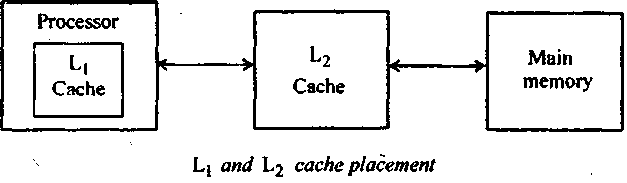 Processor
L1
Cache
L2
Cache
Main
memory
L1 and L2 cache placement